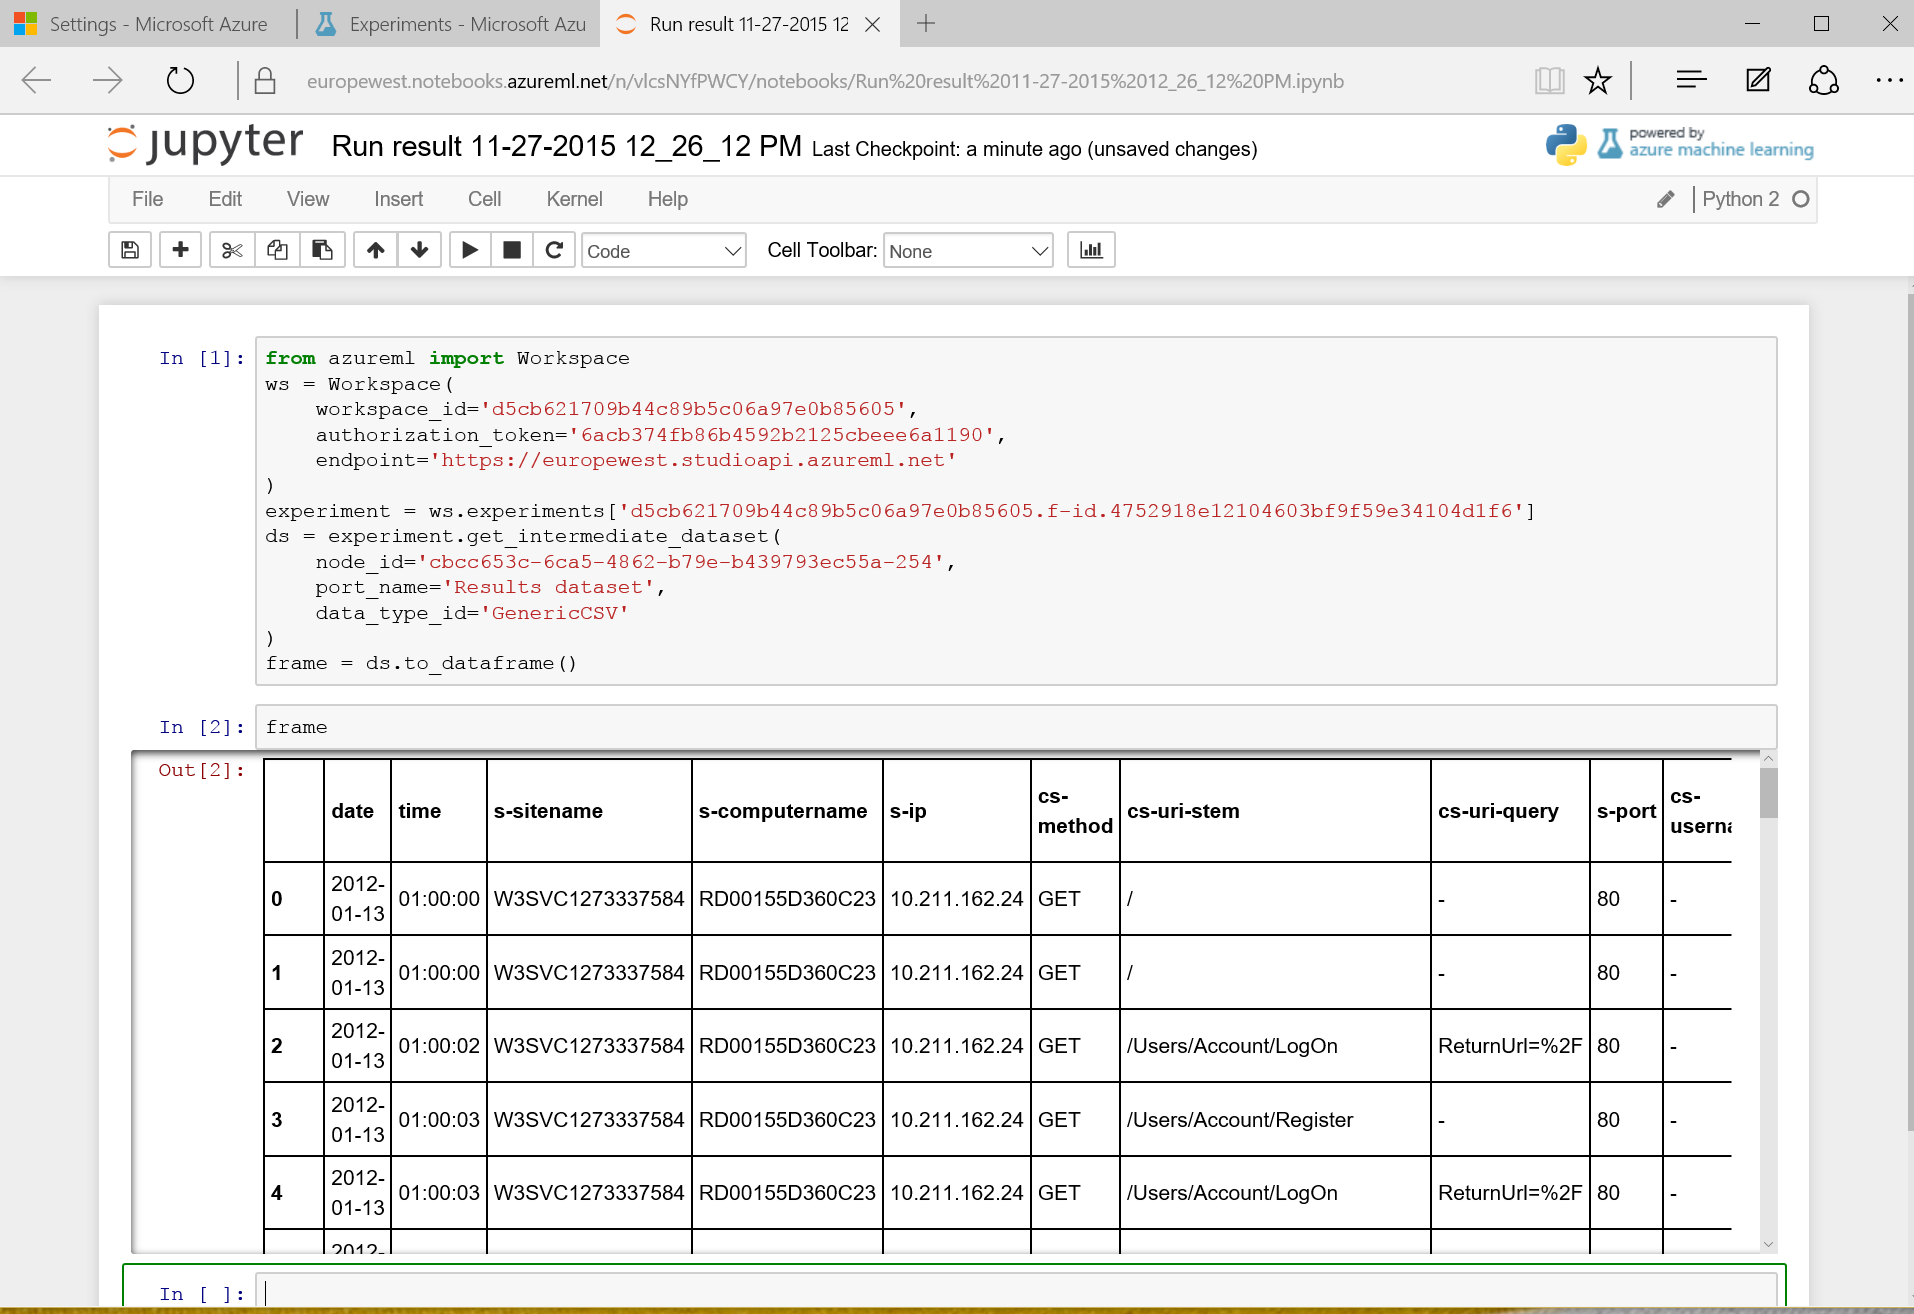 Settings - Microsoft Azure
Experiments - Microsoft Azu
Run result 11-27-2015 12
europewest.notebooks.azureml.net/n/vlcsNYfPWCY/notebooks/Run%20result%2011-27-2015%2012_26_12%20PM.ipynb
jupyter Run result 11-27-2015 12_26_12 PM Last Checkpoint: a minute ago (unsaved changes)
powered by
azure machine learning
File Edit View Insert Cell Kernel Help Python 2
Code Cell Toolbar: None
In [1]: from azureml import Workspace
ws = Workspace(
    workspace_id='d5cb621709b44c89b5c06a97e0b85605',
    authorization_token='6acb374fb86b4592b2125cbeee6a1190',
    endpoint='https://europewest.studioapi.azureml.net'
)
experiment = ws.experiments['d5cb621709b44c89b5c06a97e0b85605.f-id.4752918e12104603bf9f59e34104d1f6']
ds = experiment.get_intermediate_dataset(
    node_id='cbcc653c-6ca5-4862-b79e-b439793ec55a-254',
    port_name='Results dataset',
    data_type_id='GenericCSV'
)
frame = ds.to_dataframe()
In [2]: frame
Out[2]:
date time s-sitename s-computername s-ip cs-method cs-uri-stem cs-uri-query s-port cs-userna
0 2012-01-13 01:00:00 W3SVC1273337584 RD00155D360C23 10.211.162.24 GET / - 80 -
1 2012-01-13 01:00:00 W3SVC1273337584 RD00155D360C23 10.211.162.24 GET / - 80 -
2 2012-01-13 01:00:02 W3SVC1273337584 RD00155D360C23 10.211.162.24 GET /Users/Account/LogOn ReturnUrl=%2F 80 -
3 2012-01-13 01:00:03 W3SVC1273337584 RD00155D360C23 10.211.162.24 GET /Users/Account/Register - 80 -
4 2012-01-13 01:00:03 W3SVC1273337584 RD00155D360C23 10.211.162.24 GET /Users/Account/LogOn ReturnUrl=%2F 80 -
2012-
In [ ]: